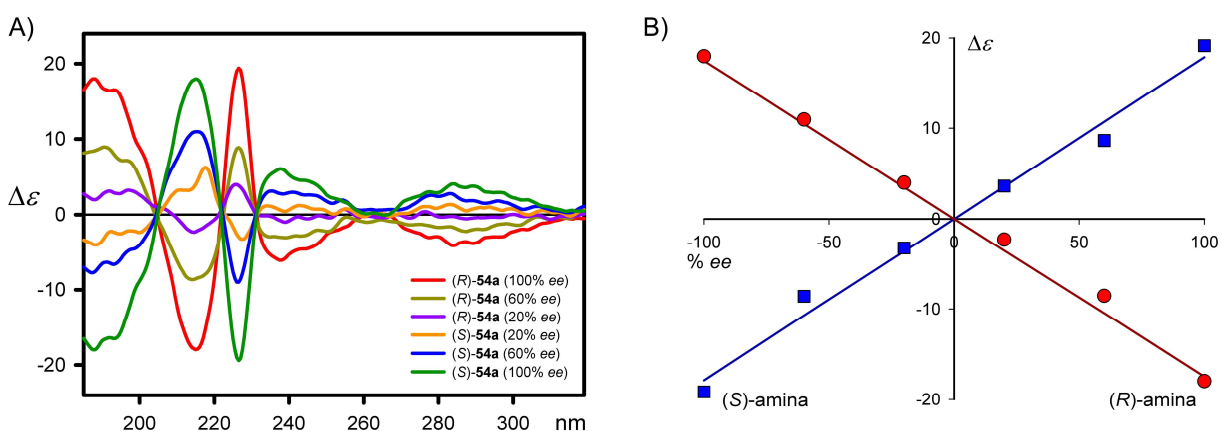 A)
Δε
20
10
0
-10
-20
200
220
240
260
280
300
nm
(R)-54a (100% ee)
(R)-54a (60% ee)
(R)-54a (20% ee)
(S)-54a (20% ee)
(S)-54a (60% ee)
(S)-54a (100% ee)
B)
Δε
20
10
0
-10
-20
-100
-50
0
50
100
% ee
(S)-amina
(R)-amina